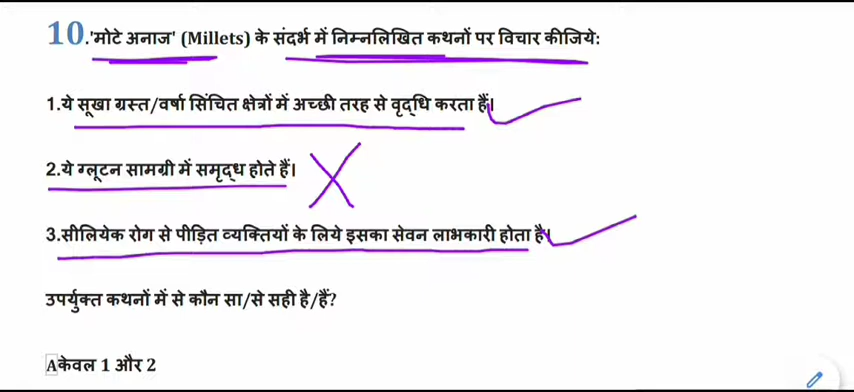 10.'मोटे अनाज' (Millets) के संदर्भ में निम्नलिखित कथनों पर विचार कीजिये:
1.ये सूखा ग्रस्त/वर्षा सिंचित क्षेत्रों में अच्छी तरह से वृद्धि करता हैं।
2.ये ग्लूटन सामग्री में समृद्ध होते हैं।
3.सीलियेक रोग से पीड़ित व्यक्तियों के लिये इसका सेवन लाभकारी होता है।
उपर्युक्त कथनों में से कौन सा/से सही है/हैं?
Aकेवल 1 और 2